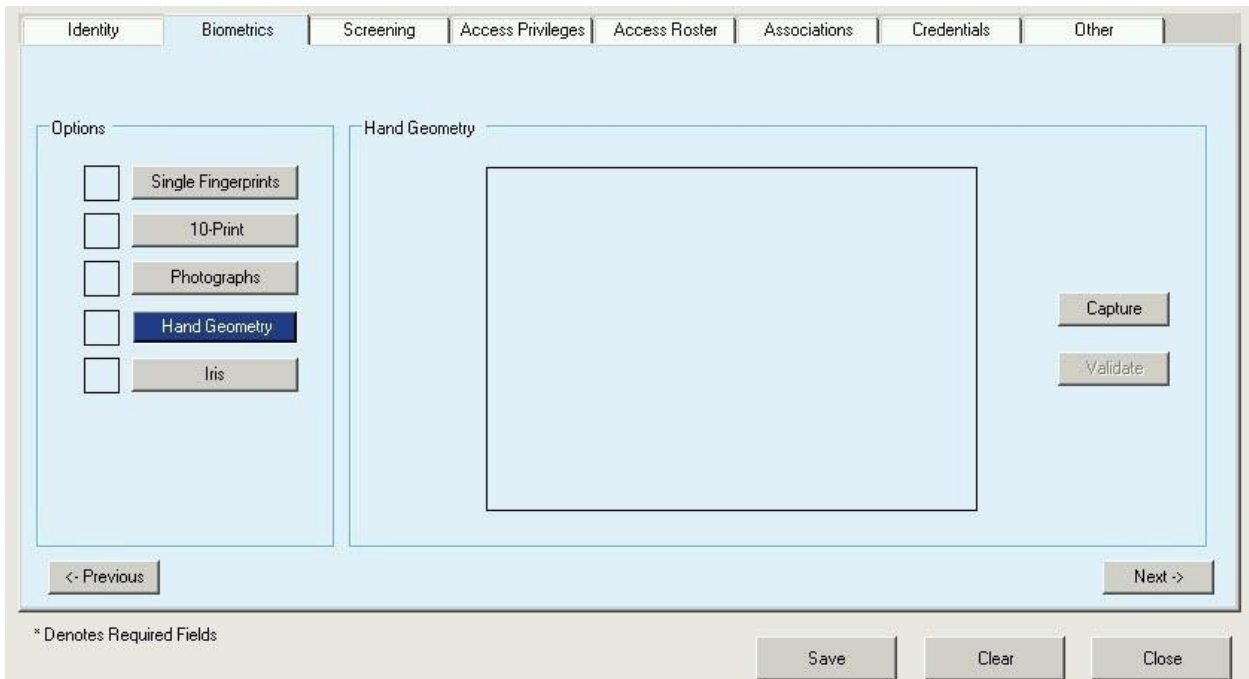 Identity Biometrics Screening Access Privileges Access Roster Associations Credentials Other
Options
Hand Geometry
Single Fingerprints
10-Print
Photographs
Hand Geometry
Iris
Capture
Validate
<- Previous
Next ->
* Denotes Required Fields
Save Clear Close